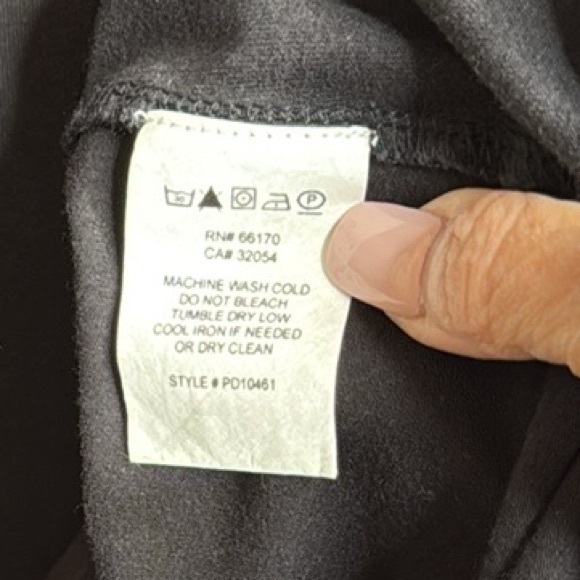 30
P
RN# 66170
CA# 32054
MACHINE WASH COLD
DO NOT BLEACH
TUMBLE DRY LOW
COOL IRON IF NEEDED
OR DRY CLEAN
STYLE # PD10461